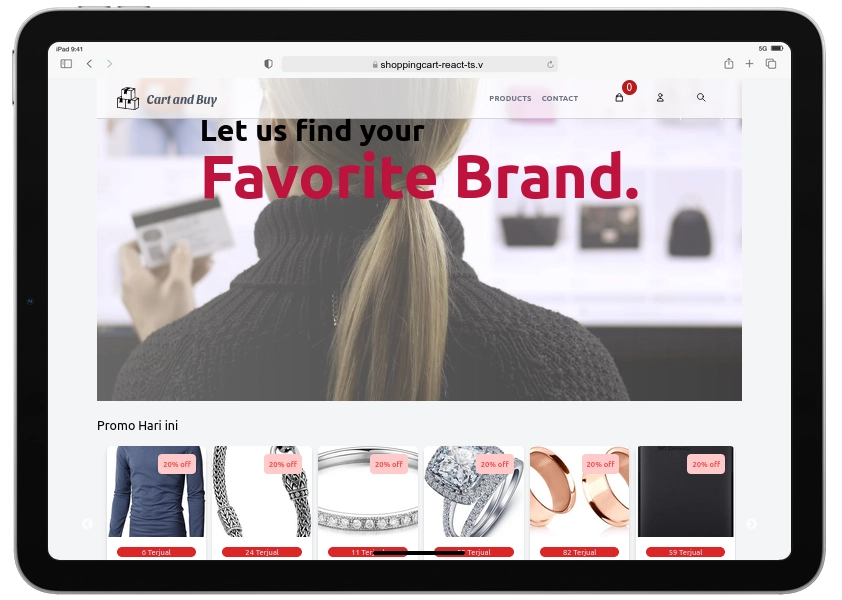 iPad 9:41
5G
shoppingcart-react-ts.v
Cart and Buy
PRODUCTS CONTACT
0
Let us find your
Favorite Brand.
Promo Hari ini
20% off
20% off
20% off
20% off
20% off
20% off
6 Terjual
24 Terjual
11
Terjual
82 Terjual
59 Terjual